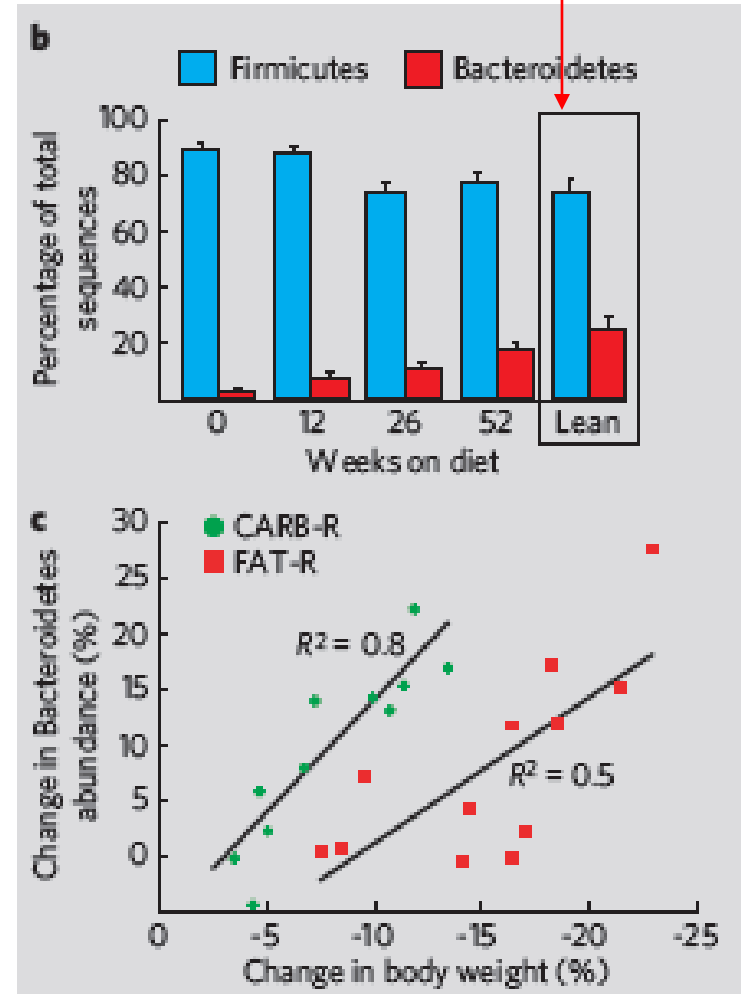 b
Firmicutes Bacteroidetes
Percentage of total
sequences
100
80
60
40
20
0 12 26 52 Lean
Weeks on diet
c
Change in Bacteroidetes
abundance (%)
30
25
20
15
10
5
0
CARB-R
FAT-R
R² = 0.8
R² = 0.5
0 -5 -10 -15 -20 -25
Change in body weight (%)